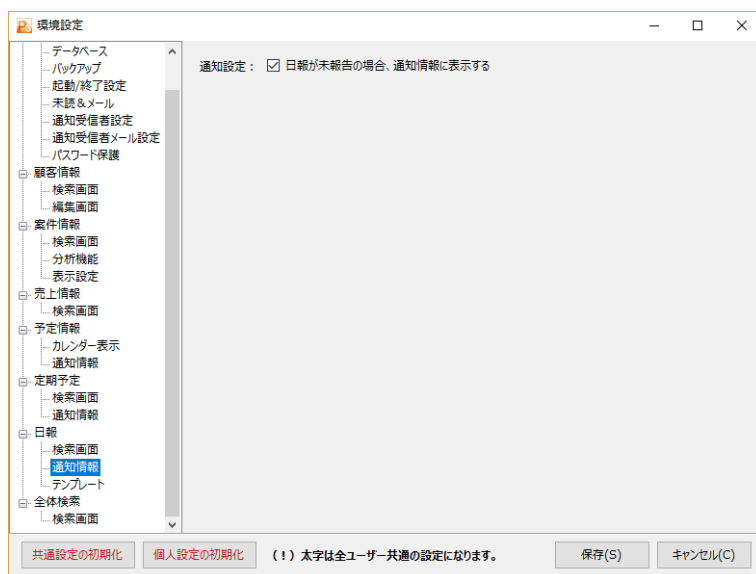 環境設定
データベース
バックアップ
起動/終了設定
未読＆メール
通知受信者設定
通知受信者メール設定
パスワード保護
顧客情報
検索画面
編集画面
案件情報
検索画面
分析機能
表示設定
売上情報
検索画面
予定情報
カレンダー表示
通知情報
定期予定
検索画面
通知情報
日報
検索画面
通知情報
テンプレート
全体検索
検索画面
通知設定： 日報が未報告の場合、通知情報に表示する
共通設定の初期化 個人設定の初期化 （！）太字は全ユーザー共通の設定になります。 保存(S) キャンセル(C)